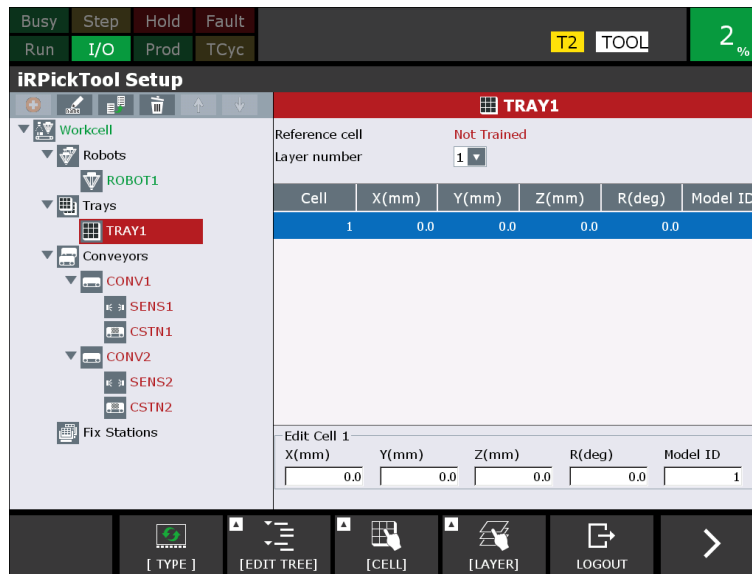 Busy Step Hold Fault
Run I/O Prod TCyc
T2 TOOL
2 %
iRPickTool Setup
TRAY1
Workcell
Robots
ROBOT1
Trays
TRAY1
Conveyors
CONV1
SENS1
CSTN1
CONV2
SENS2
CSTN2
Fix Stations
Reference cell Not Trained
Layer number 1
Cell X(mm) Y(mm) Z(mm) R(deg) Model ID
1 0.0 0.0 0.0 0.0
Edit Cell 1
X(mm) Y(mm) Z(mm) R(deg) Model ID
0.0 0.0 0.0 0.0 1
[ TYPE ] [EDIT TREE] [CELL] [LAYER] LOGOUT